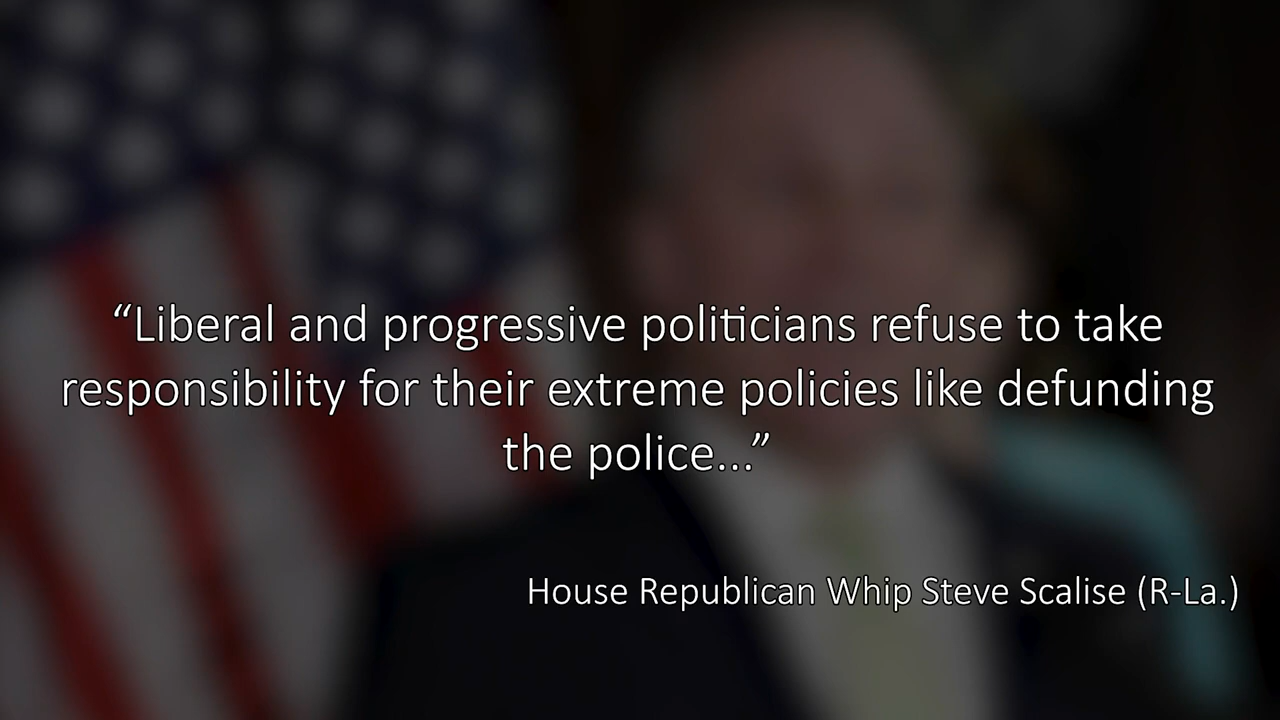 “Liberal and progressive politicians refuse to take
responsibility for their extreme policies like defunding
the police...”
House Republican Whip Steve Scalise (R-La.)